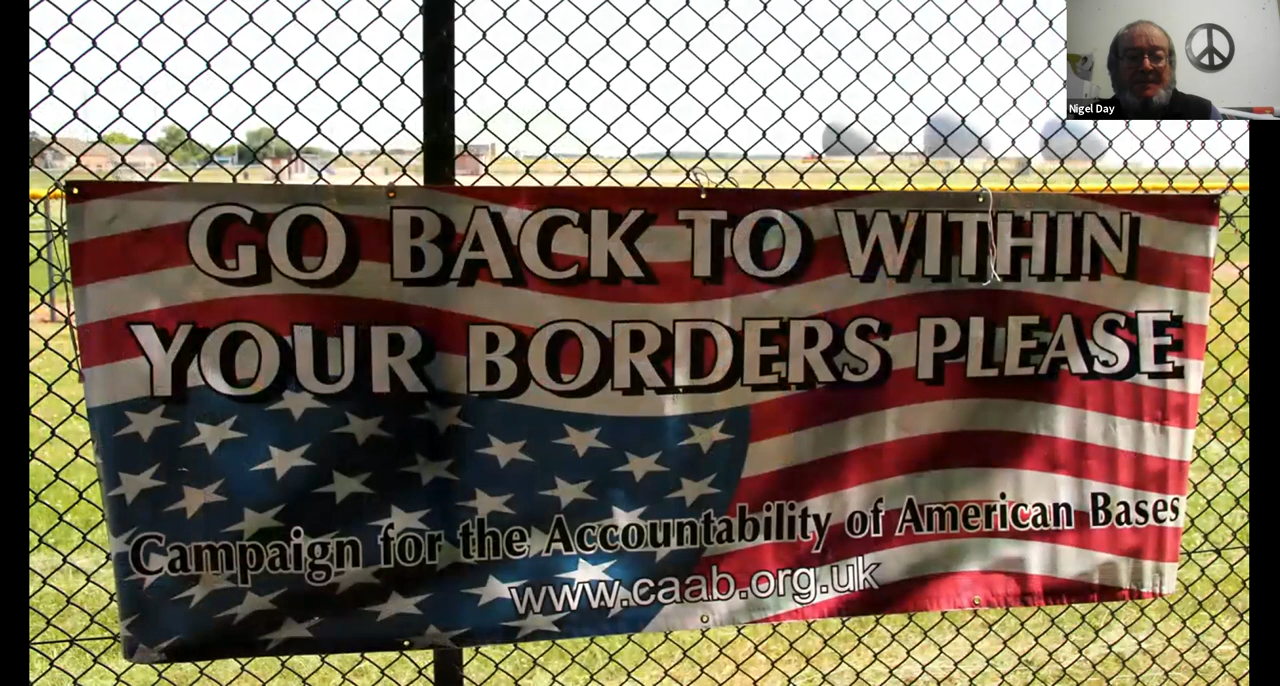 Nigel Day
GO BACK TO WITHIN
YOUR BORDERS PLEASE
Campaign for the Accountability of American Bases
www.caab.org.uk